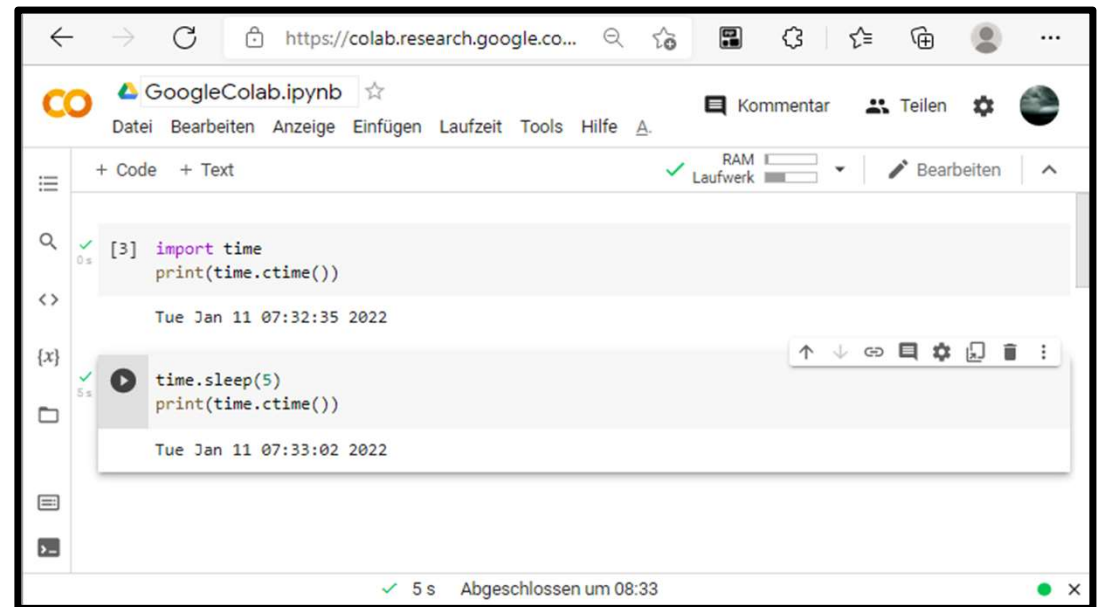 https://colab.research.google.co...
CO
GoogleColab.ipynb
Kommentar Teilen
Datei Bearbeiten Anzeige Einfügen Laufzeit Tools Hilfe A.
+ Code + Text
RAM
Laufwerk
Bearbeiten
[3] import time
0 s
print(time.ctime())
Tue Jan 11 07:32:35 2022
{x}
time.sleep(5)
5 s
print(time.ctime())
Tue Jan 11 07:33:02 2022
5 s Abgeschlossen um 08:33